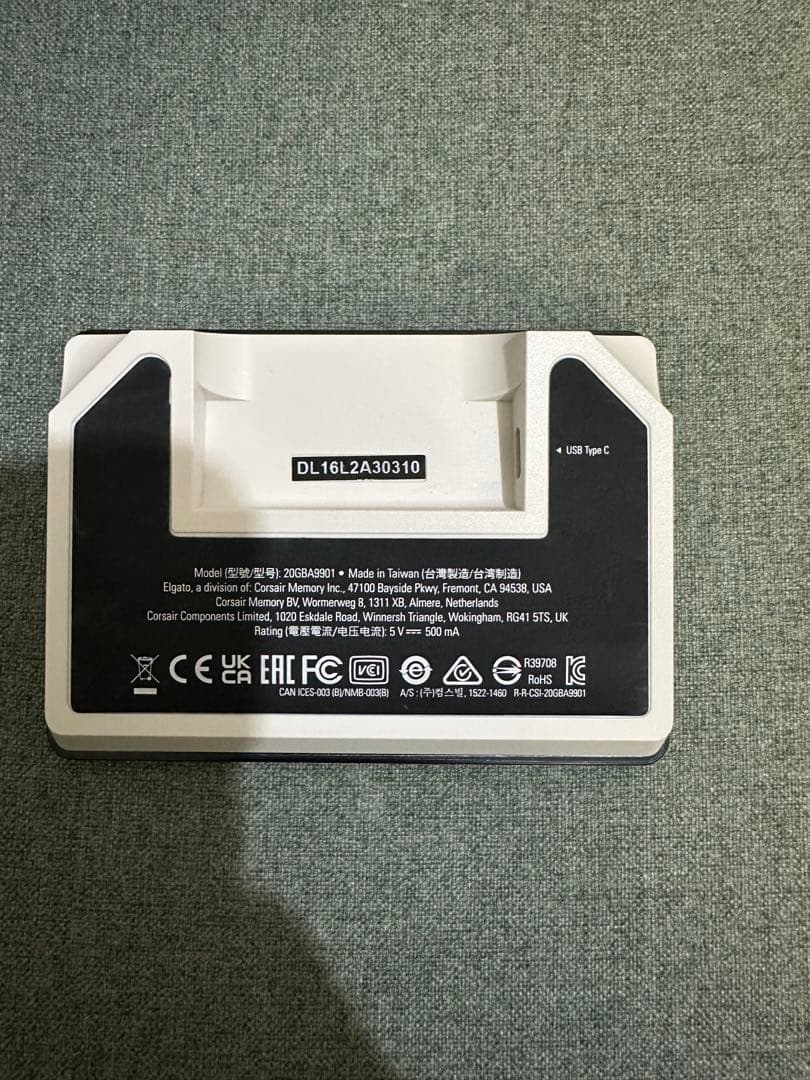 DL16L2A30310
◄ USB Type C
Model (型號/型号): 20GBA9901 • Made in Taiwan (台灣製造/台湾制造)
Elgato, a division of: Corsair Memory Inc., 47100 Bayside Pkwy, Fremont, CA 94538, USA
Corsair Memory BV, Wormerweg 8, 1311 XB, Almere, Netherlands
Corsair Components Limited, 1020 Eskdale Road, Winnersh Triangle, Wokingham, RG41 5TS, UK
Rating (電壓電流/电压电流): 5 V⎓ 500 mA
CE UK CA EAC FC VCI R39708 RoHS
CAN ICES-003 (B)/NMB-003(B) A/S : (주)컴스빌, 1522-1460 R-R-CSI-20GBA9901